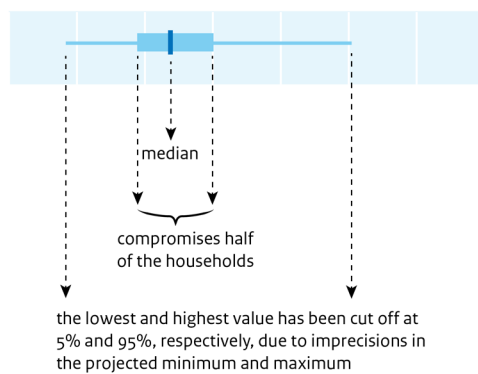 median
compromises half
of the households
the lowest and highest value has been cut off at
5% and 95%, respectively, due to imprecisions in
the projected minimum and maximum